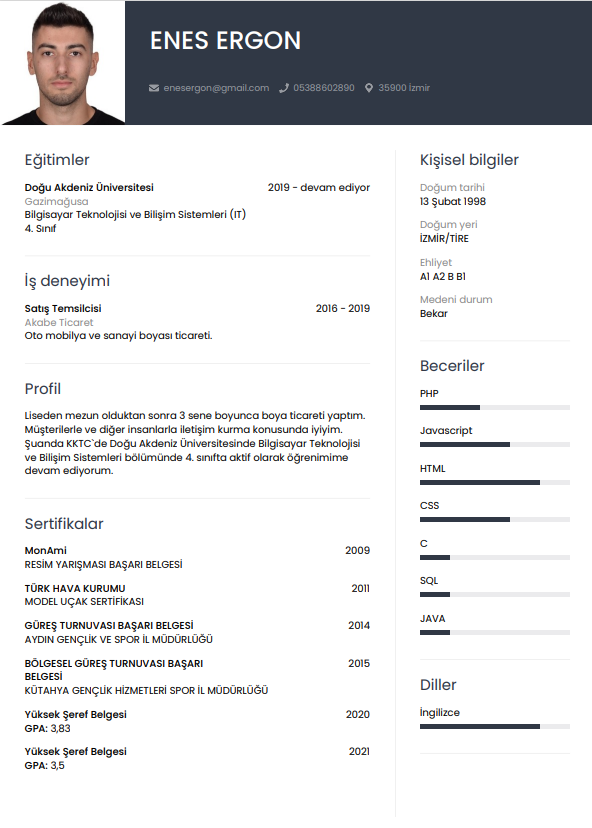 ENES ERGON
enesergon@gmail.com 05388602890 35900 İzmir
Eğitimler
Doğu Akdeniz Üniversitesi 2019 - devam ediyor
Gazimağusa
Bilgisayar Teknolojisi ve Bilişim Sistemleri (IT)
4. Sınıf
İş deneyimi
Satış Temsilcisi 2016 - 2019
Akabe Ticaret
Oto mobilya ve sanayi boyası ticareti.
Profil
Liseden mezun olduktan sonra 3 sene boyunca boya ticareti yaptım.
Müşterilerle ve diğer insanlarla iletişim kurma konusunda iyiyim.
Şuanda KKTC`de Doğu Akdeniz Üniversitesinde Bilgisayar Teknolojisi
ve Bilişim Sistemleri bölümünde 4. sınıfta aktif olarak öğrenimime
devam ediyorum.
Sertifikalar
MonAmi 2009
RESİM YARIŞMASI BAŞARI BELGESİ
TÜRK HAVA KURUMU 2011
MODEL UÇAK SERTİFİKASI
GÜREŞ TURNUVASI BAŞARI BELGESİ 2014
AYDIN GENÇLİK VE SPOR İL MÜDÜRLÜĞÜ
BÖLGESEL GÜREŞ TURNUVASI BAŞARI 2015
BELGESİ
KÜTAHYA GENÇLİK HİZMETLERİ SPOR İL MÜDÜRLÜĞÜ
Yüksek Şeref Belgesi 2020
GPA: 3,83
Yüksek Şeref Belgesi 2021
GPA: 3,5
Kişisel bilgiler
Doğum tarihi
13 Şubat 1998
Doğum yeri
İZMİR/TİRE
Ehliyet
A1 A2 B B1
Medeni durum
Bekar
Beceriler
PHP
Javascript
HTML
CSS
C
SQL
JAVA
Diller
İngilizce